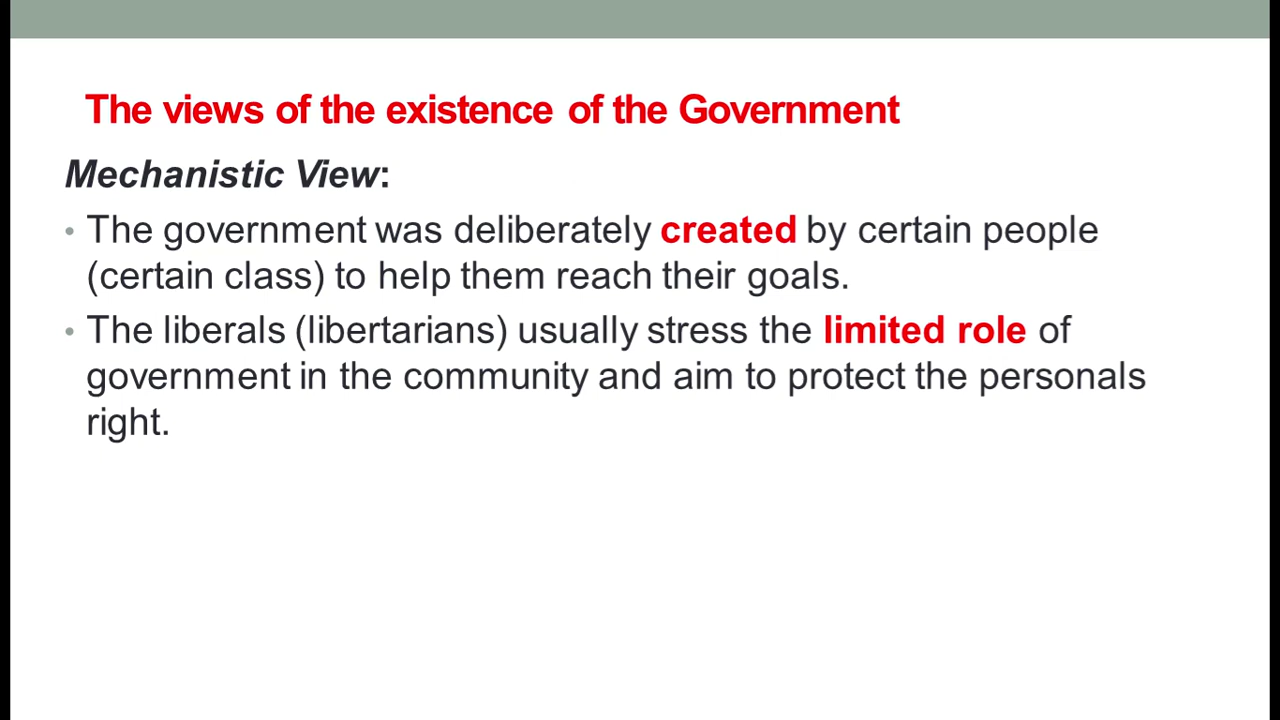 The views of the existence of the Government
Mechanistic View:
• The government was deliberately created by certain people
(certain class) to help them reach their goals.
• The liberals (libertarians) usually stress the limited role of
government in the community and aim to protect the personals
right.